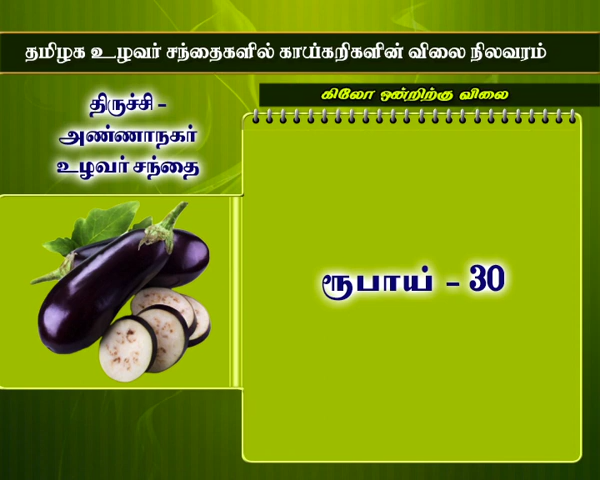 தமிழக உழவர் சந்தைகளில் காய்கறிகளின் விலை நிலவரம்
கிலோ ஒன்றிற்கு விலை
திருச்சி -
அண்ணாநகர்
உழவர் சந்தை
ரூபாய் - 30